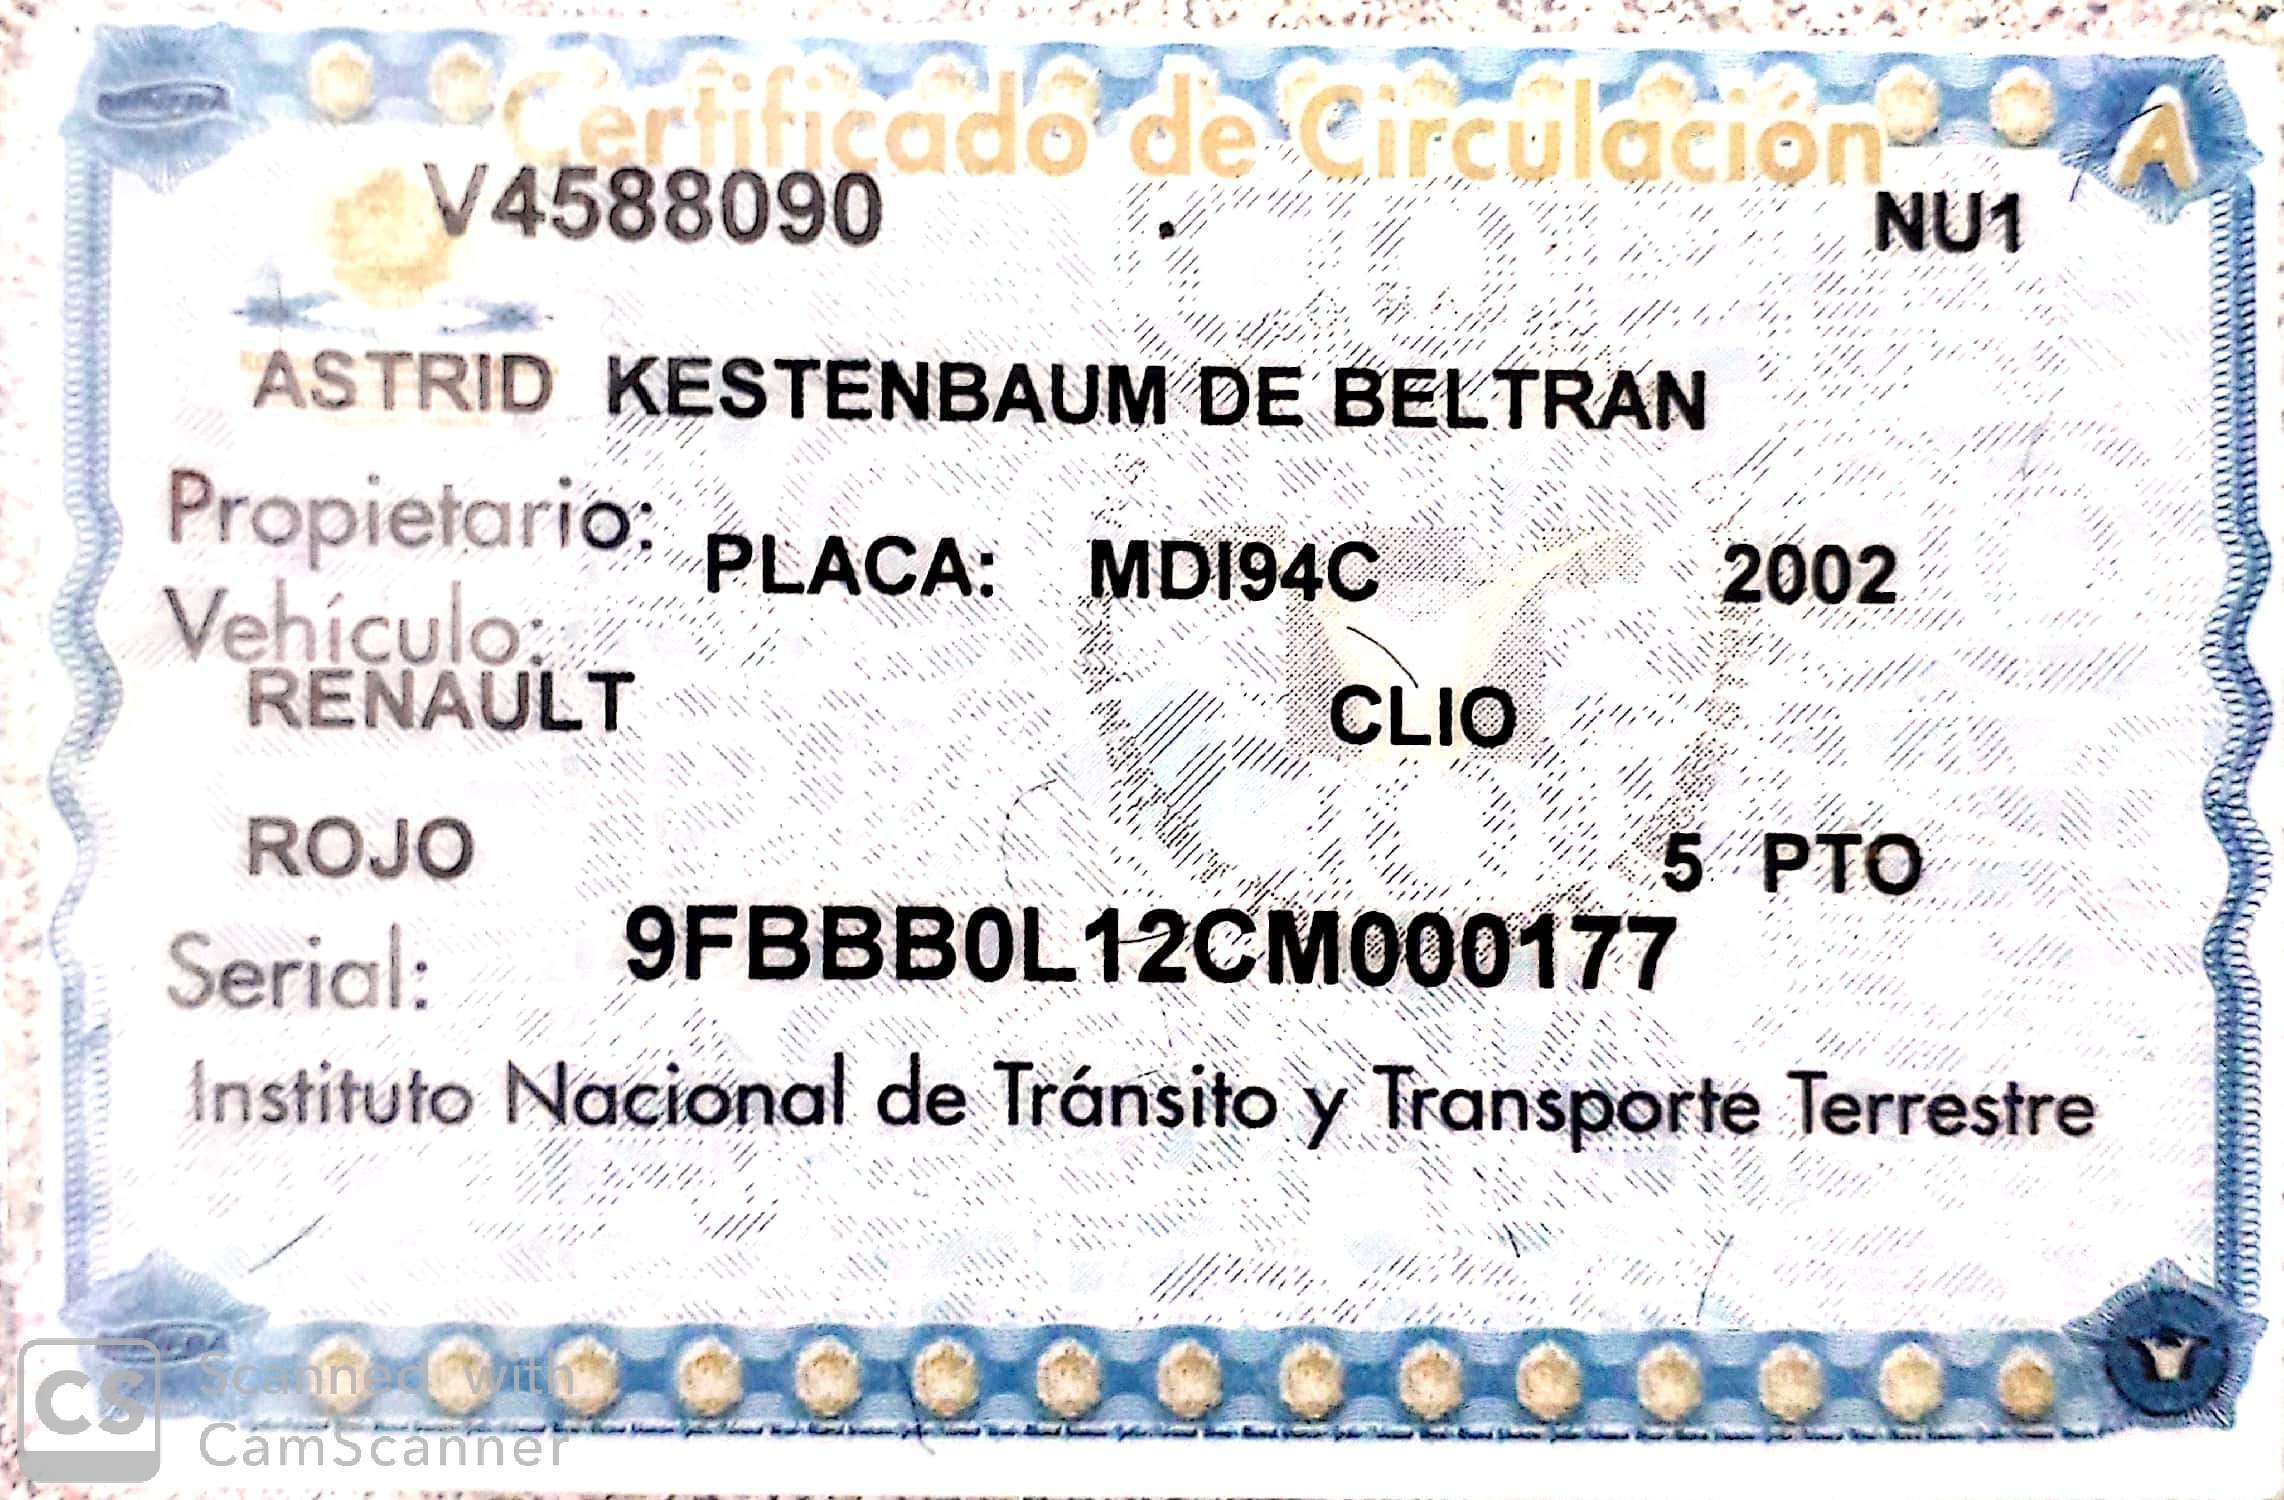 Certificado de Circulación
A
V4588090 NU1
ASTRID KESTENBAUM DE BELTRAN
Propietario:
PLACA: MDI94C 2002
Vehículo:
RENAULT CLIO
ROJO 5 PTO
Serial: 9FBBB0L12CM000177
Instituto Nacional de Tránsito y Transporte Terrestre
CS Scanned with
CamScanner